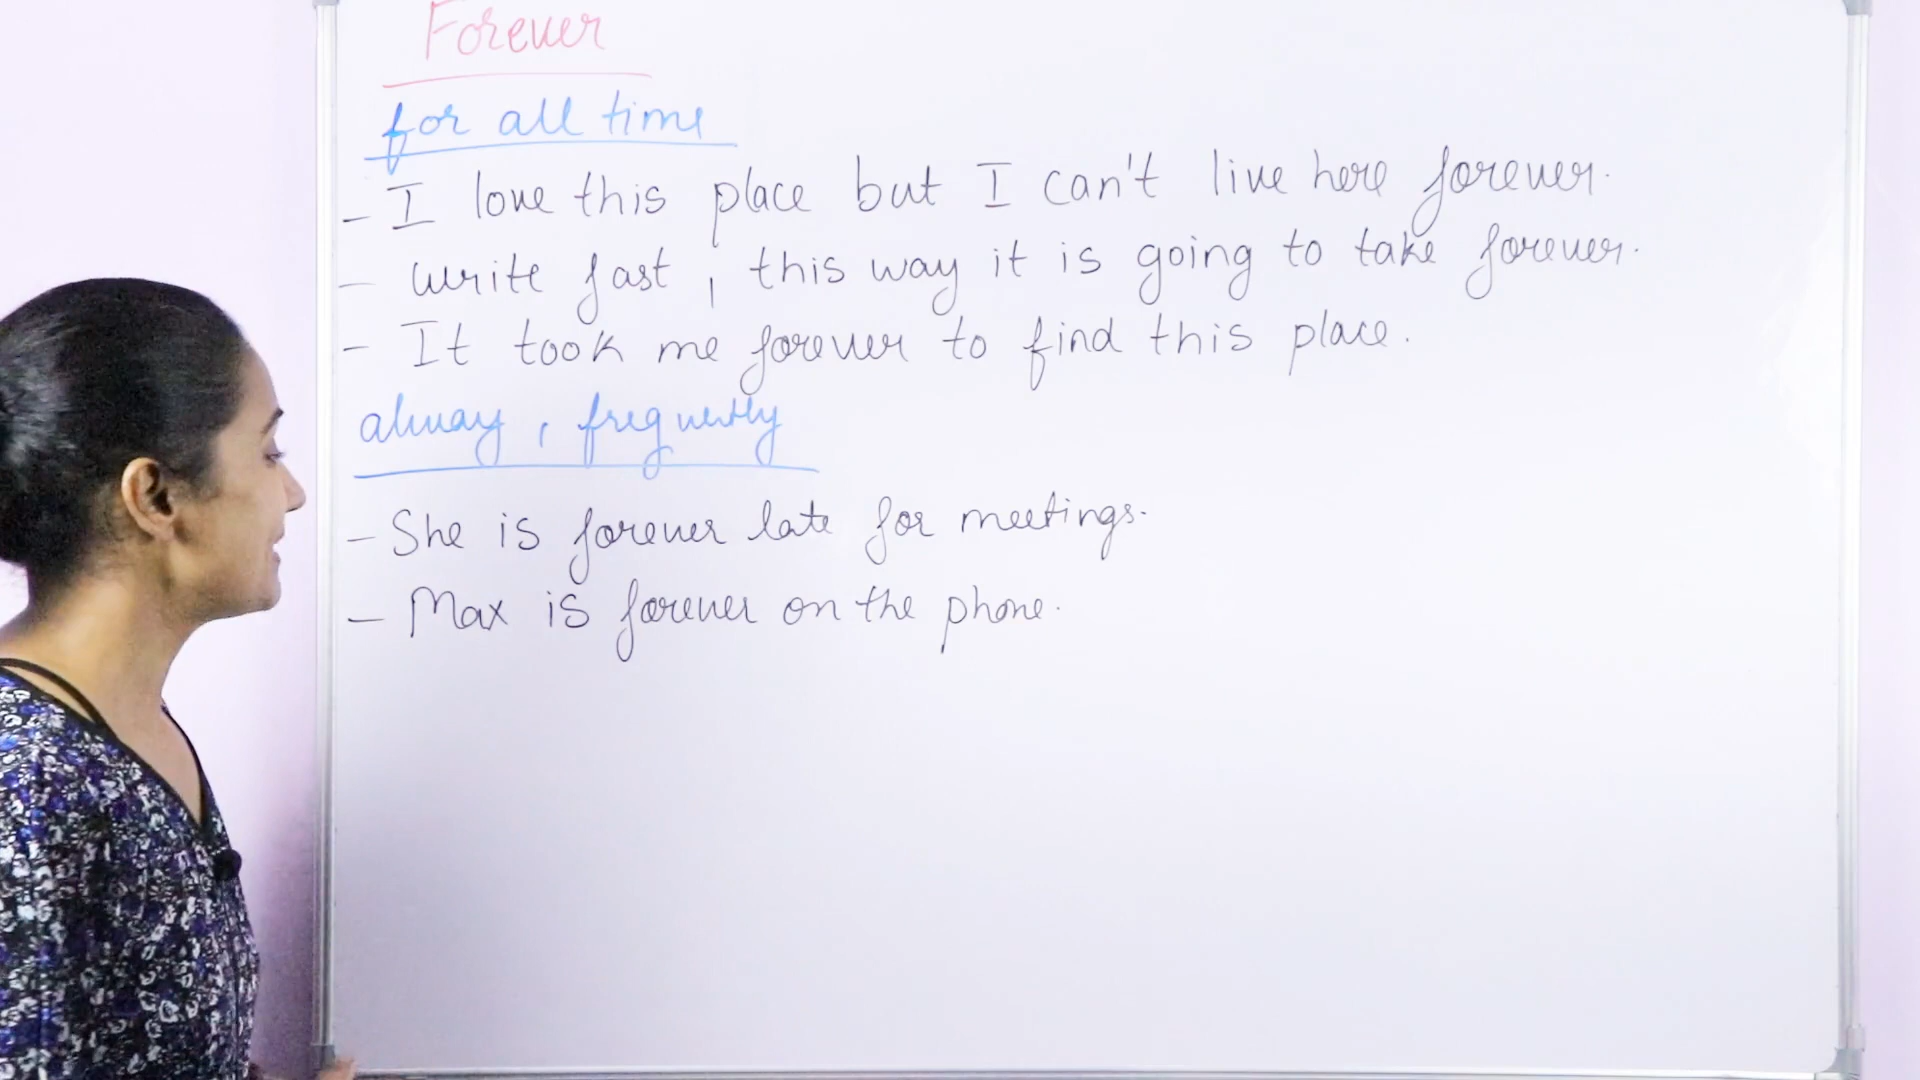 Forever
for all time
- I love this place but I can't live here forever.
- Write fast, this way it is going to take forever.
- It took me forever to find this place.
alway, frequently
- She is forever late for meetings.
- Max is forever on the phone.